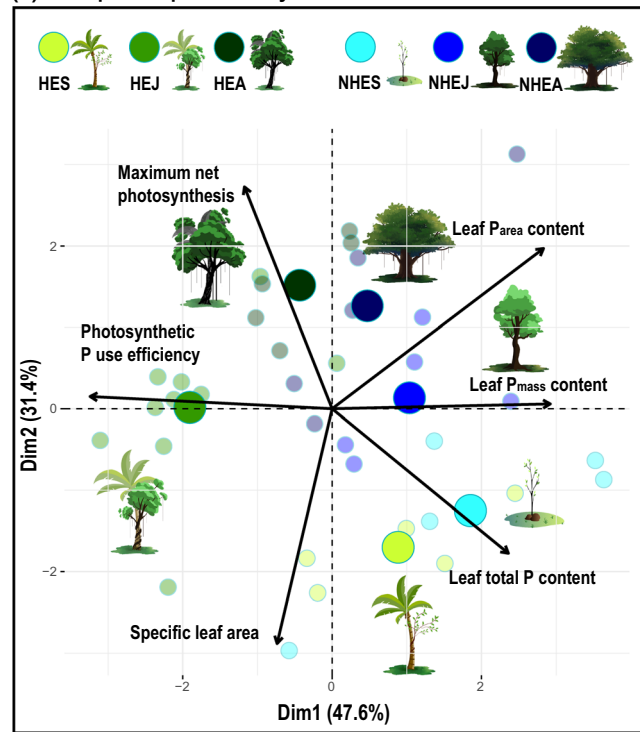 HES HEJ HEA NHES NHEJ NHEA
Maximum net
photosynthesis
Leaf Parea content
Photosynthetic
P use efficiency
Leaf Pmass content
Leaf total P content
Specific leaf area
2
0
−2
−2 0 2
Dim2 (31.4%)
Dim1 (47.6%)